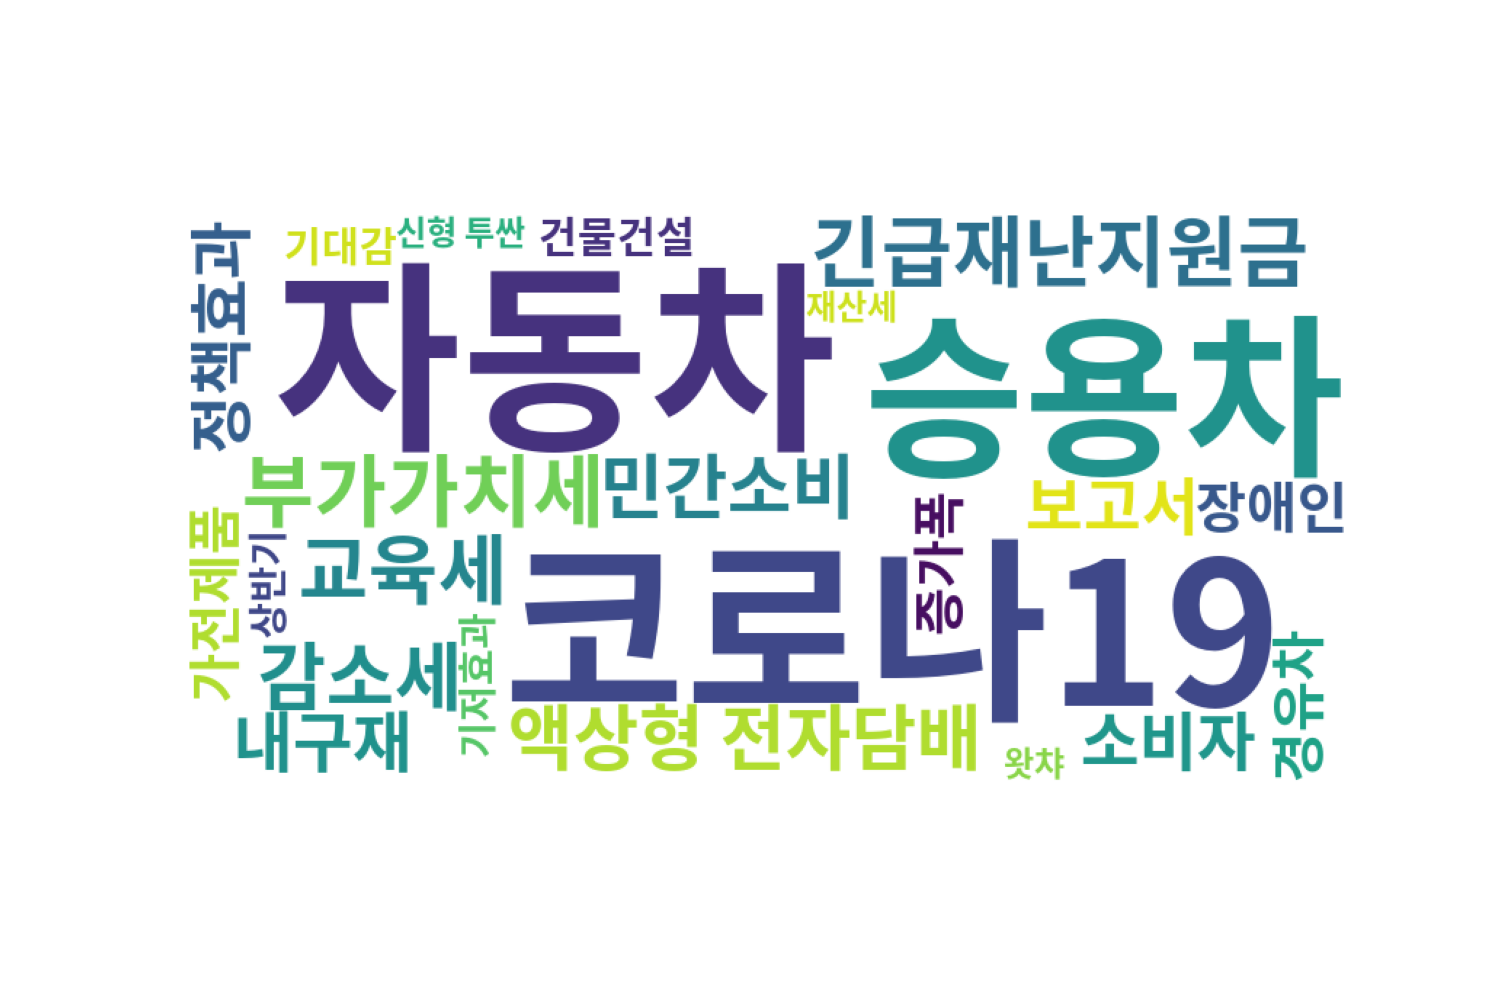 기대감
신형 투싼
건물건설
긴급재난지원금
정책효과
자동차
재산세
승용차
부가가치세
민간소비
보고서
장애인
증가폭
가전제품
상반기
교육세
코로나19
감소세
기저효과
경유차
내구재
액상형 전자담배
왓챠
소비자